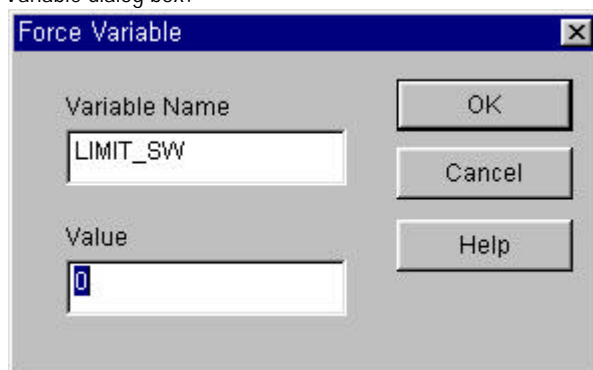 Variable dialog box.
Force Variable
Variable Name
LIMIT_SW
Value
0
OK
Cancel
Help